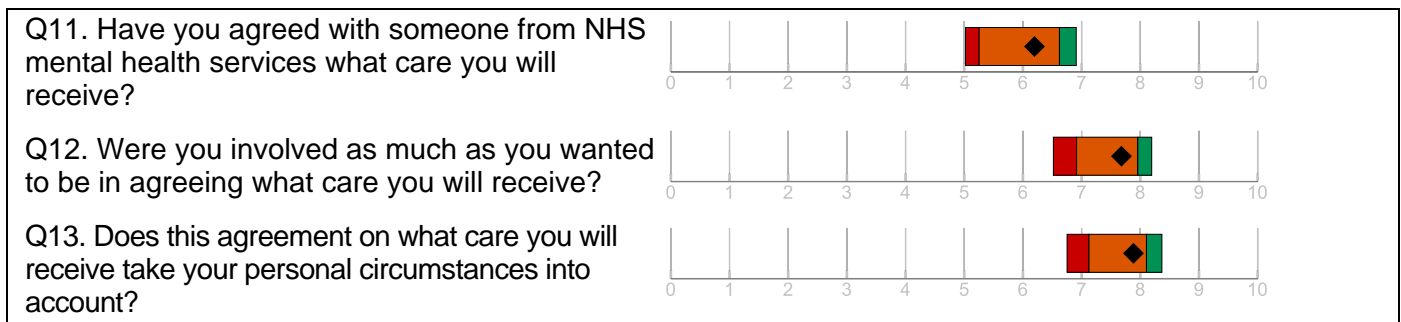 Q11. Have you agreed with someone from NHS
mental health services what care you will
receive?
0 1 2 3 4 5 6 7 8 9 10
Q12. Were you involved as much as you wanted
to be in agreeing what care you will receive?
0 1 2 3 4 5 6 7 8 9 10
Q13. Does this agreement on what care you will
receive take your personal circumstances into
account?
0 1 2 3 4 5 6 7 8 9 10